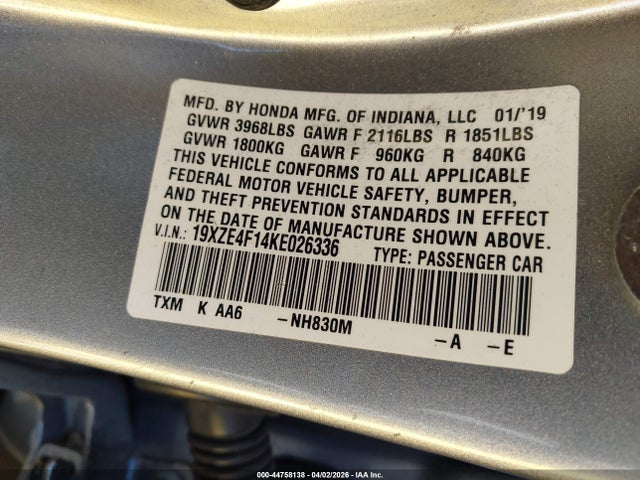 MFD. BY HONDA MFG. OF INDIANA, LLC 01/'19
GVWR 3968LBS GAWR F 2116LBS R 1851LBS
GVWR 1800KG GAWR F 960KG R 840KG
THIS VEHICLE CONFORMS TO ALL APPLICABLE
FEDERAL MOTOR VEHICLE SAFETY, BUMPER,
AND THEFT PREVENTION STANDARDS IN EFFECT
ON THE DATE OF MANUFACTURE SHOWN ABOVE.
V.I.N.: 19XZE4F14KE026336 TYPE: PASSENGER CAR
TXM K AA6 -NH830M -A -E
000-44758138 - 04/02/2026 - IAA Inc.